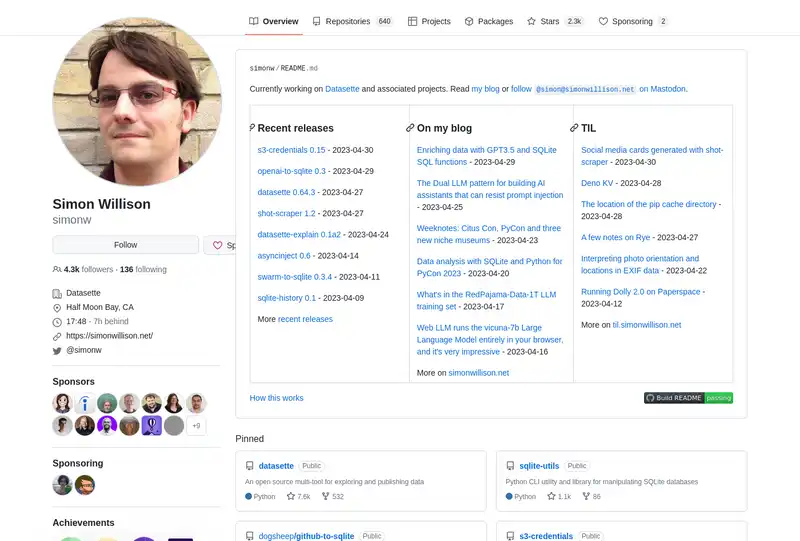 Overview
Repositories 640
Projects
Packages
Stars 2.3k
Sponsoring 2
Simon Willison
simonw
Follow
4.3k followers · 136 following
Datasette
Half Moon Bay, CA
17:48 - 7h behind
https://simonwillison.net/
@simonw
Sponsors
+9
Sponsoring
Achievements
simonw/README.md
Currently working on Datasette and associated projects. Read my blog or follow @simon@simonwillison.net on Mastodon.
Recent releases
s3-credentials 0.15 - 2023-04-30
openai-to-sqlite 0.3 - 2023-04-29
datasette 0.64.3 - 2023-04-27
shot-scraper 1.2 - 2023-04-27
datasette-explain 0.1a2 - 2023-04-24
asyncinject 0.6 - 2023-04-14
swarm-to-sqlite 0.3.4 - 2023-04-11
sqlite-history 0.1 - 2023-04-09
More recent releases
On my blog
Enriching data with GPT3.5 and SQLite
SQL functions - 2023-04-29
The Dual LLM pattern for building AI
assistants that can resist prompt injection
- 2023-04-25
Weeknotes: Citus Con, PyCon and three
new niche museums - 2023-04-23
Data analysis with SQLite and Python for
PyCon 2023 - 2023-04-20
What's in the RedPajama-Data-1T LLM
training set - 2023-04-17
Web LLM runs the vicuna-7b Large
Language Model entirely in your browser,
and it's very impressive - 2023-04-16
More on simonwillison.net
TIL
Social media cards generated with shot-
scraper - 2023-04-30
Deno KV - 2023-04-28
The location of the pip cache directory -
2023-04-28
A few notes on Rye - 2023-04-27
Interpreting photo orientation and
locations in EXIF data - 2023-04-22
Running Dolly 2.0 on Paperspace -
2023-04-12
More on til.simonwillison.net
How this works
Build README passing
Pinned
datasette Public
An open source multi-tool for exploring and publishing data
Python 7.6k 532
sqlite-utils Public
Python CLI utility and library for manipulating SQLite databases
Python 1.1k 86
dogsheep/github-to-sqlite Public
s3-credentials Public